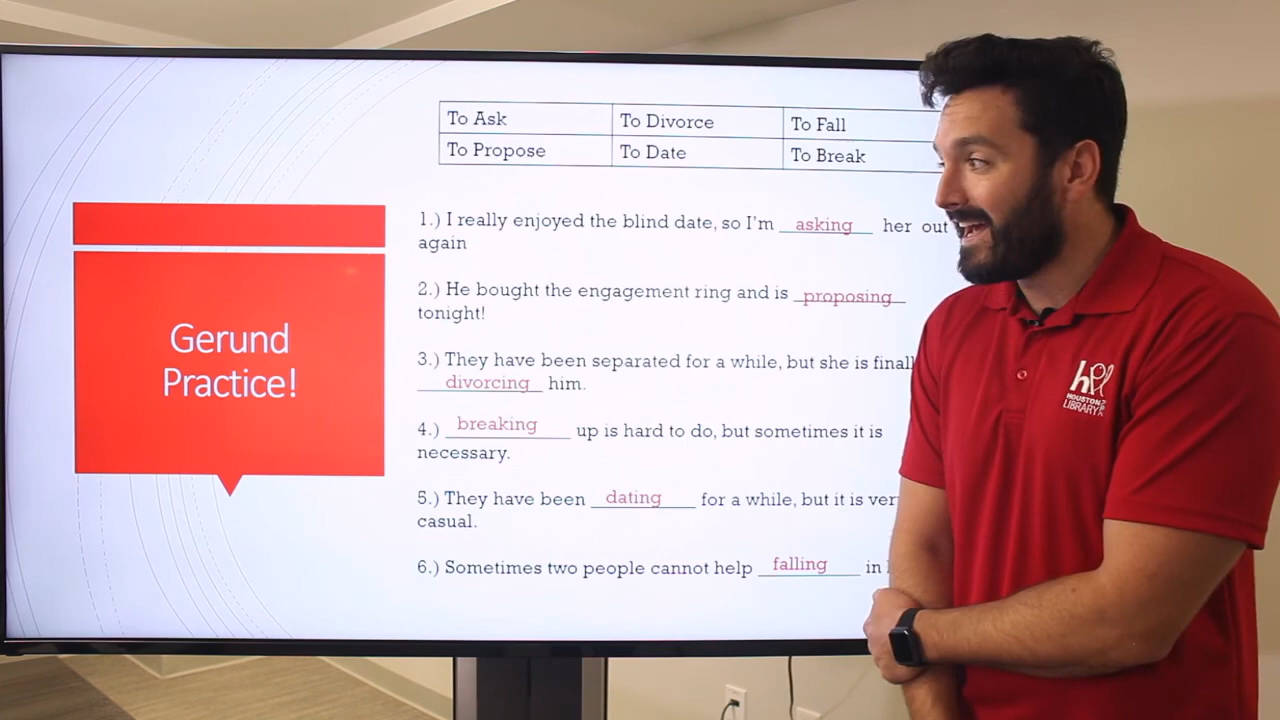 To Ask To Divorce To Fall
To Propose To Date To Break
Gerund
Practice!
1.) I really enjoyed the blind date, so I'm asking her out
again
2.) He bought the engagement ring and is proposing
tonight!
3.) They have been separated for a while, but she is
divorcing him.
4.) breaking up is hard to do, but sometimes it is
necessary.
5.) They have been dating for a while, but it is
casual.
6.) Sometimes two people cannot help falling in
hpl
HOUSTON
LIBRARY